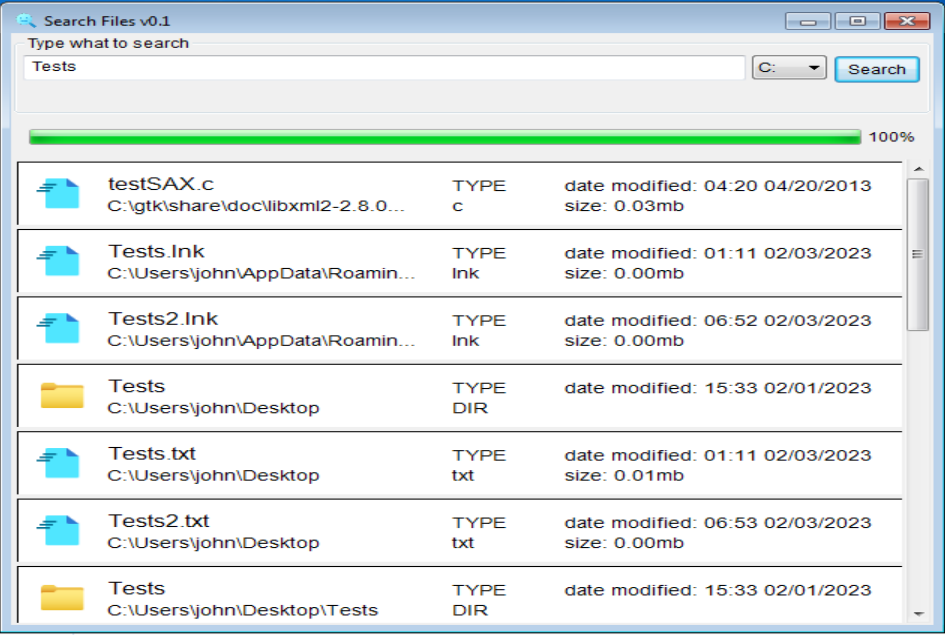 Search Files v0.1
Type what to search
Tests
C:
Search
100%
testSAX.c
C:\gtk\share\doc\libxml2-2.8.0...
TYPE
c
date modified: 04:20 04/20/2013
size: 0.03mb
Tests.lnk
C:\Users\john\AppData\Roamin...
TYPE
lnk
date modified: 01:11 02/03/2023
size: 0.00mb
Tests2.lnk
C:\Users\john\AppData\Roamin...
TYPE
lnk
date modified: 06:52 02/03/2023
size: 0.00mb
Tests
C:\Users\john\Desktop
TYPE
DIR
date modified: 15:33 02/01/2023
Tests.txt
C:\Users\john\Desktop
TYPE
txt
date modified: 01:11 02/03/2023
size: 0.01mb
Tests2.txt
C:\Users\john\Desktop
TYPE
txt
date modified: 06:53 02/03/2023
size: 0.00mb
Tests
C:\Users\john\Desktop\Tests
TYPE
DIR
date modified: 15:33 02/01/2023